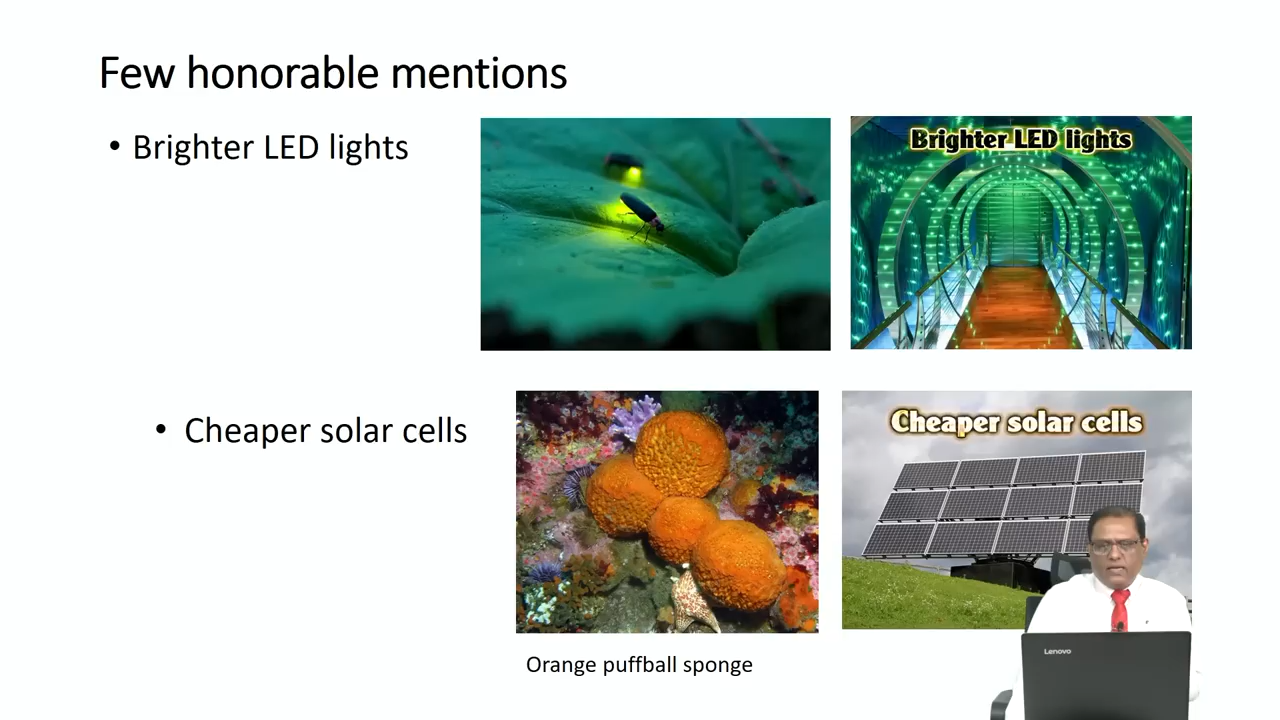 Few honorable mentions
• Brighter LED lights
Brighter LED lights
• Cheaper solar cells
Cheaper solar cells
Orange puffball sponge
Lenovo